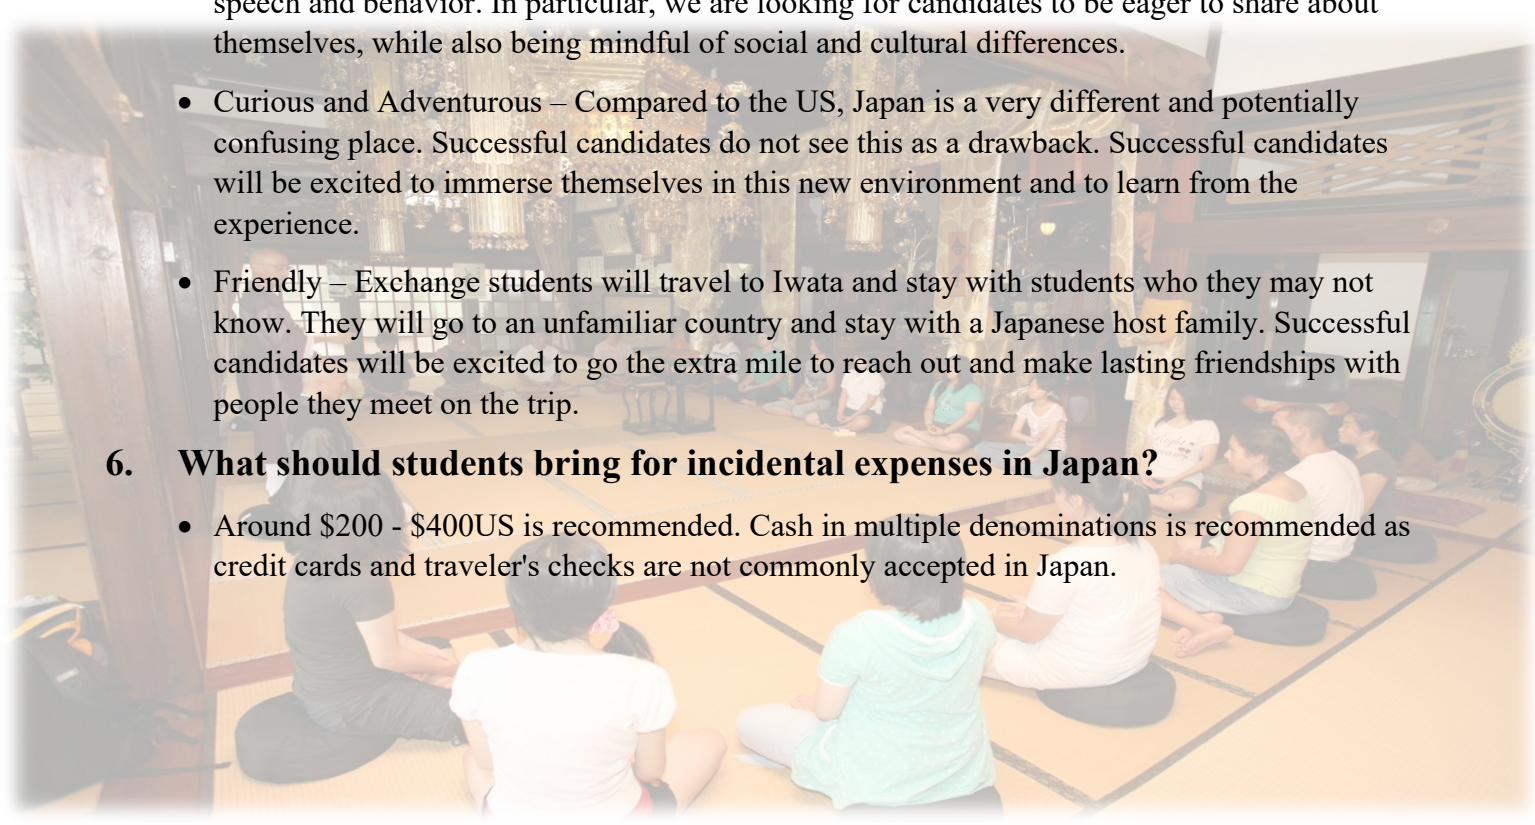 speech and behavior. In particular, we are looking for candidates to be eager to share about
themselves, while also being mindful of social and cultural differences.
• Curious and Adventurous – Compared to the US, Japan is a very different and potentially
confusing place. Successful candidates do not see this as a drawback. Successful candidates
will be excited to immerse themselves in this new environment and to learn from the
experience.
• Friendly – Exchange students will travel to Iwata and stay with students who they may not
know. They will go to an unfamiliar country and stay with a Japanese host family. Successful
candidates will be excited to go the extra mile to reach out and make lasting friendships with
people they meet on the trip.
6. What should students bring for incidental expenses in Japan?
• Around $200 - $400US is recommended. Cash in multiple denominations is recommended as
credit cards and traveler's checks are not commonly accepted in Japan.